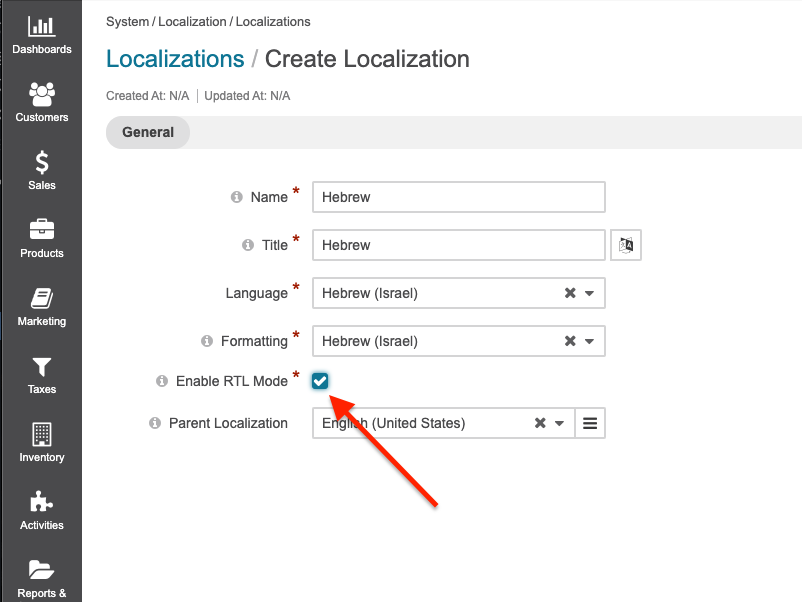 System / Localization / Localizations
Localizations / Create Localization
Created At: N/A | Updated At: N/A
General
Name * Hebrew
Title * Hebrew
Language * Hebrew (Israel)
Formatting * Hebrew (Israel)
Enable RTL Mode *
Parent Localization English (United States)
Dashboards
Customers
Sales
Products
Marketing
Taxes
Inventory
Activities
Reports &